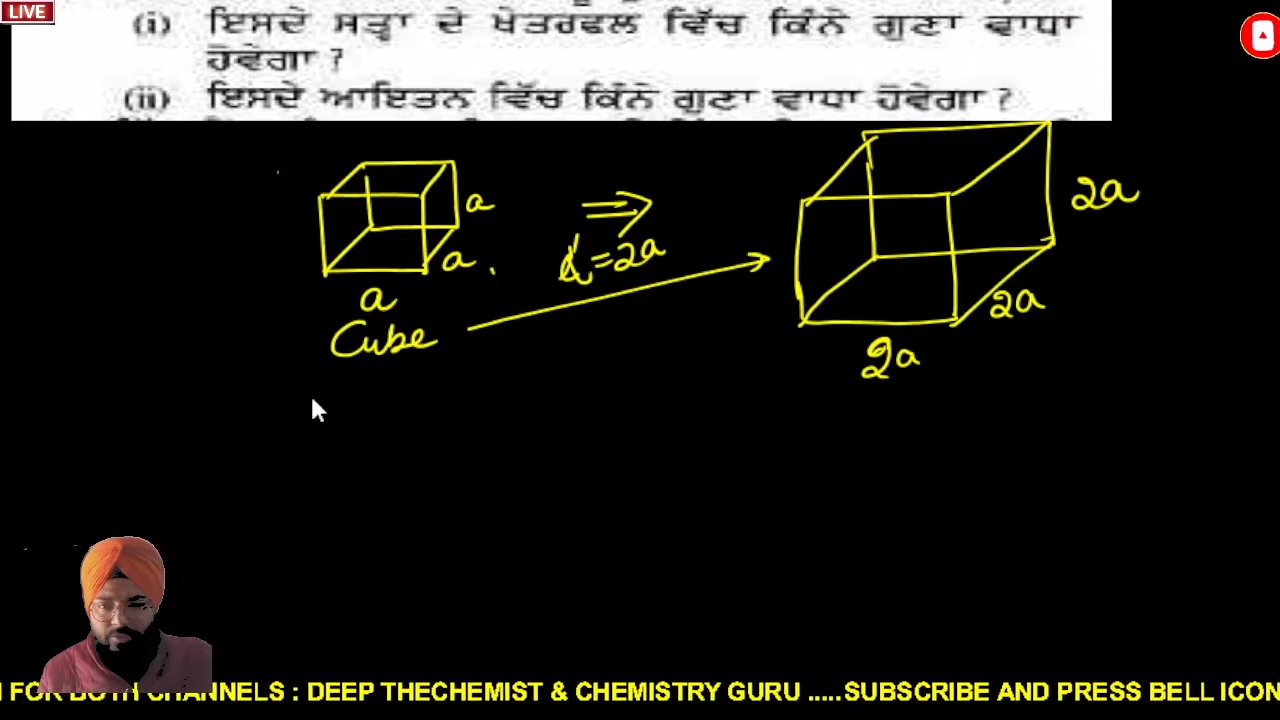 LIVE
(i) ਇਸਦੇ ਸਤ੍ਹਾ ਦੇ ਖੇਤਰਫਲ ਵਿੱਚ ਕਿੰਨੇ ਗੁਣਾ ਵਾਧਾ
ਹੋਵੇਗਾ ?
(ii) ਇਸਦੇ ਆਇਤਨ ਵਿੱਚ ਕਿੰਨੇ ਗੁਣਾ ਵਾਧਾ ਹੋਵੇਗਾ ?
a
a
a
Cube
=2a
2a
2a
2a
FOR BOTH CHANNELS : DEEP THECHEMIST & CHEMISTRY GURU .....SUBSCRIBE AND PRESS BELL ICON